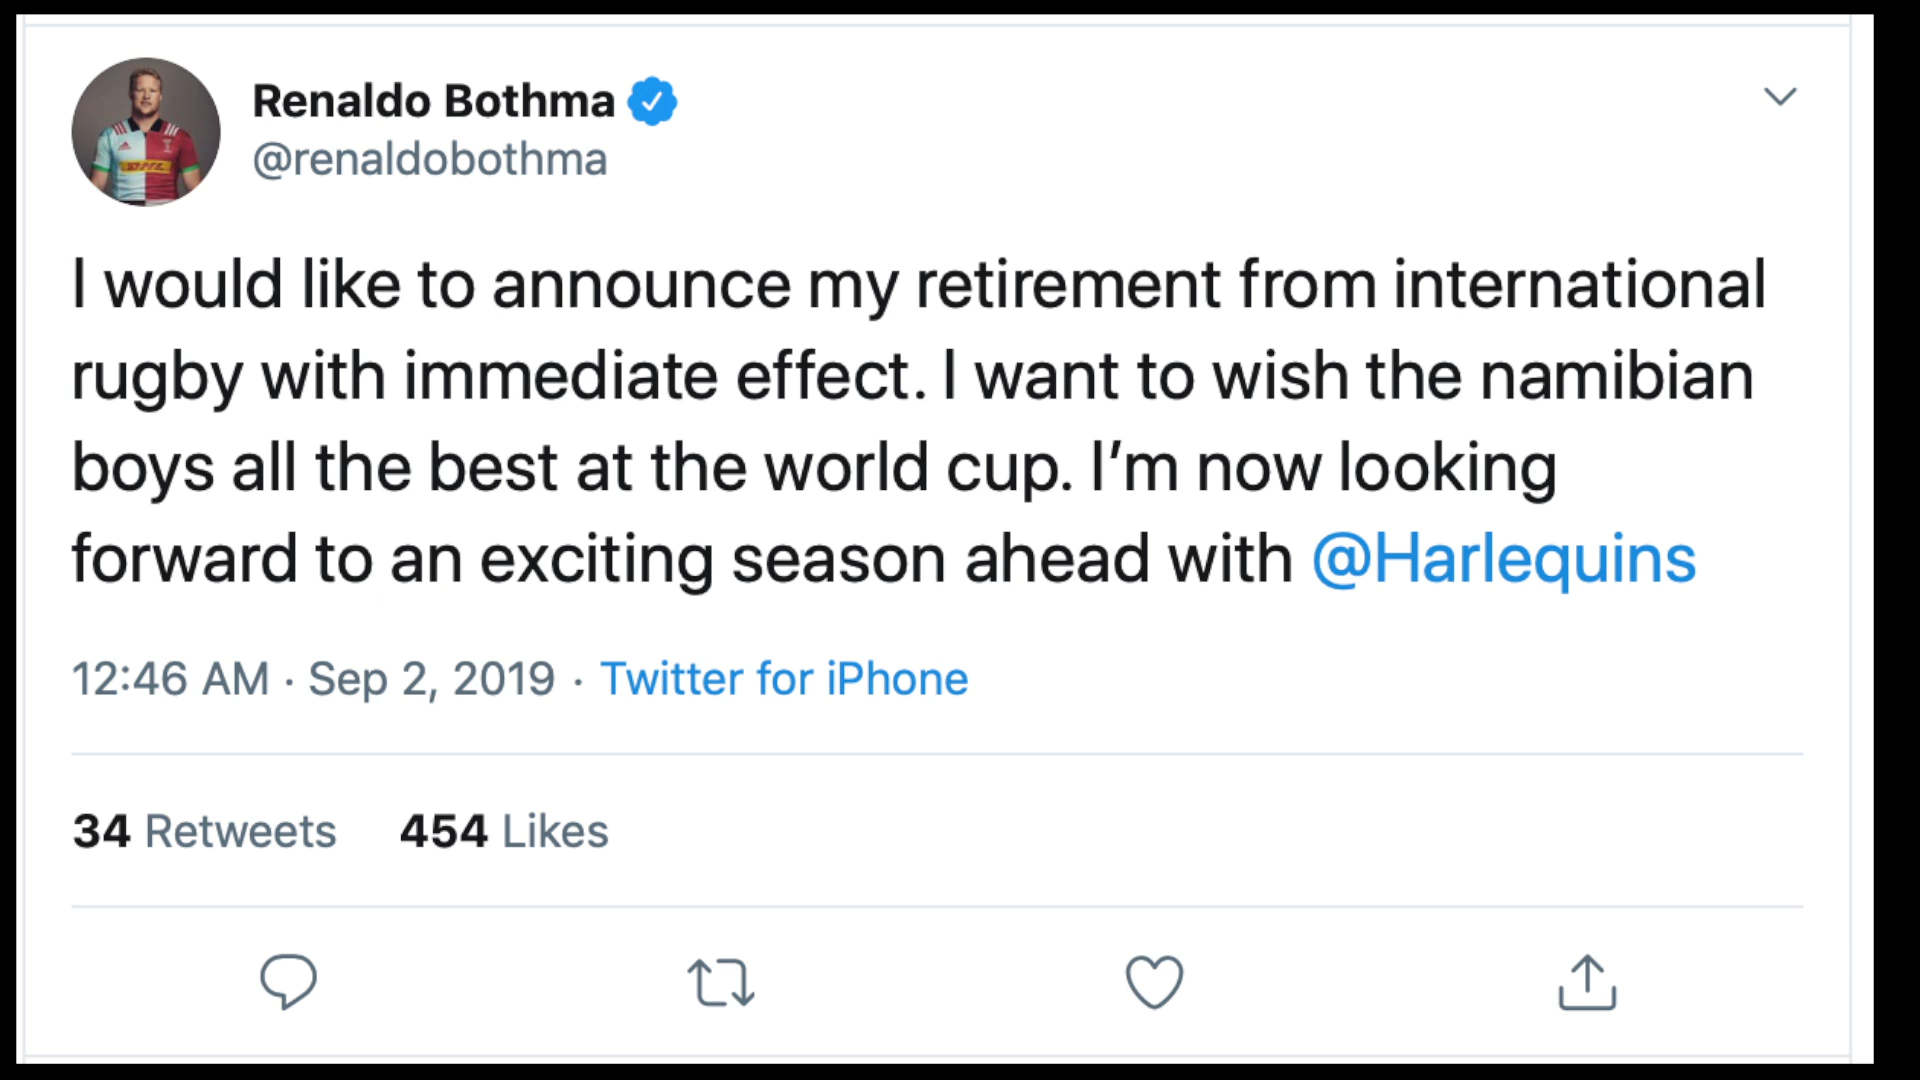 Renaldo Bothma
@renaldobothma
DHL
I would like to announce my retirement from international
rugby with immediate effect. I want to wish the namibian
boys all the best at the world cup. I’m now looking
forward to an exciting season ahead with @Harlequins
12:46 AM · Sep 2, 2019 · Twitter for iPhone
34 Retweets 454 Likes